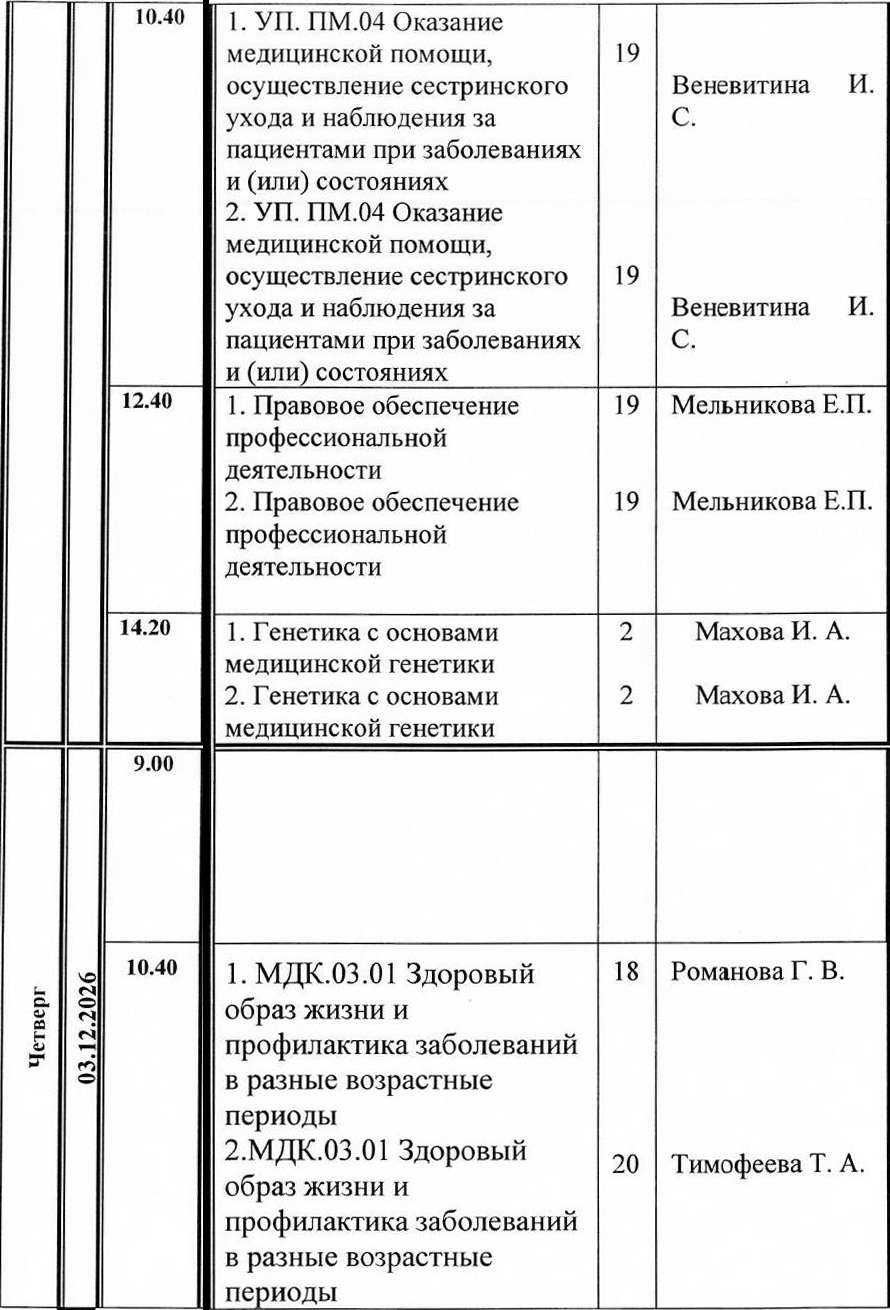 10.40
1. УП. ПМ.04 Оказание
медицинской помощи,
осуществление сестринского
ухода и наблюдения за
пациентами при заболеваниях
и (или) состояниях
19
Веневитина И.
С.
2. УП. ПМ.04 Оказание
медицинской помощи,
осуществление сестринского
ухода и наблюдения за
пациентами при заболеваниях
и (или) состояниях
19
Веневитина И.
С.
12.40
1. Правовое обеспечение
профессиональной
деятельности
19
Мельникова Е.П.
2. Правовое обеспечение
профессиональной
деятельности
19
Мельникова Е.П.
14.20
1. Генетика с основами
медицинской генетики
2
Махова И. А.
2. Генетика с основами
медицинской генетики
2
Махова И. А.
Четверг
03.12.2026
9.00
10.40
1. МДК.03.01 Здоровый
образ жизни и
профилактика заболеваний
в разные возрастные
периоды
18
Романова Г. В.
2.МДК.03.01 Здоровый
образ жизни и
профилактика заболеваний
в разные возрастные
периоды
20
Тимофеева Т. А.